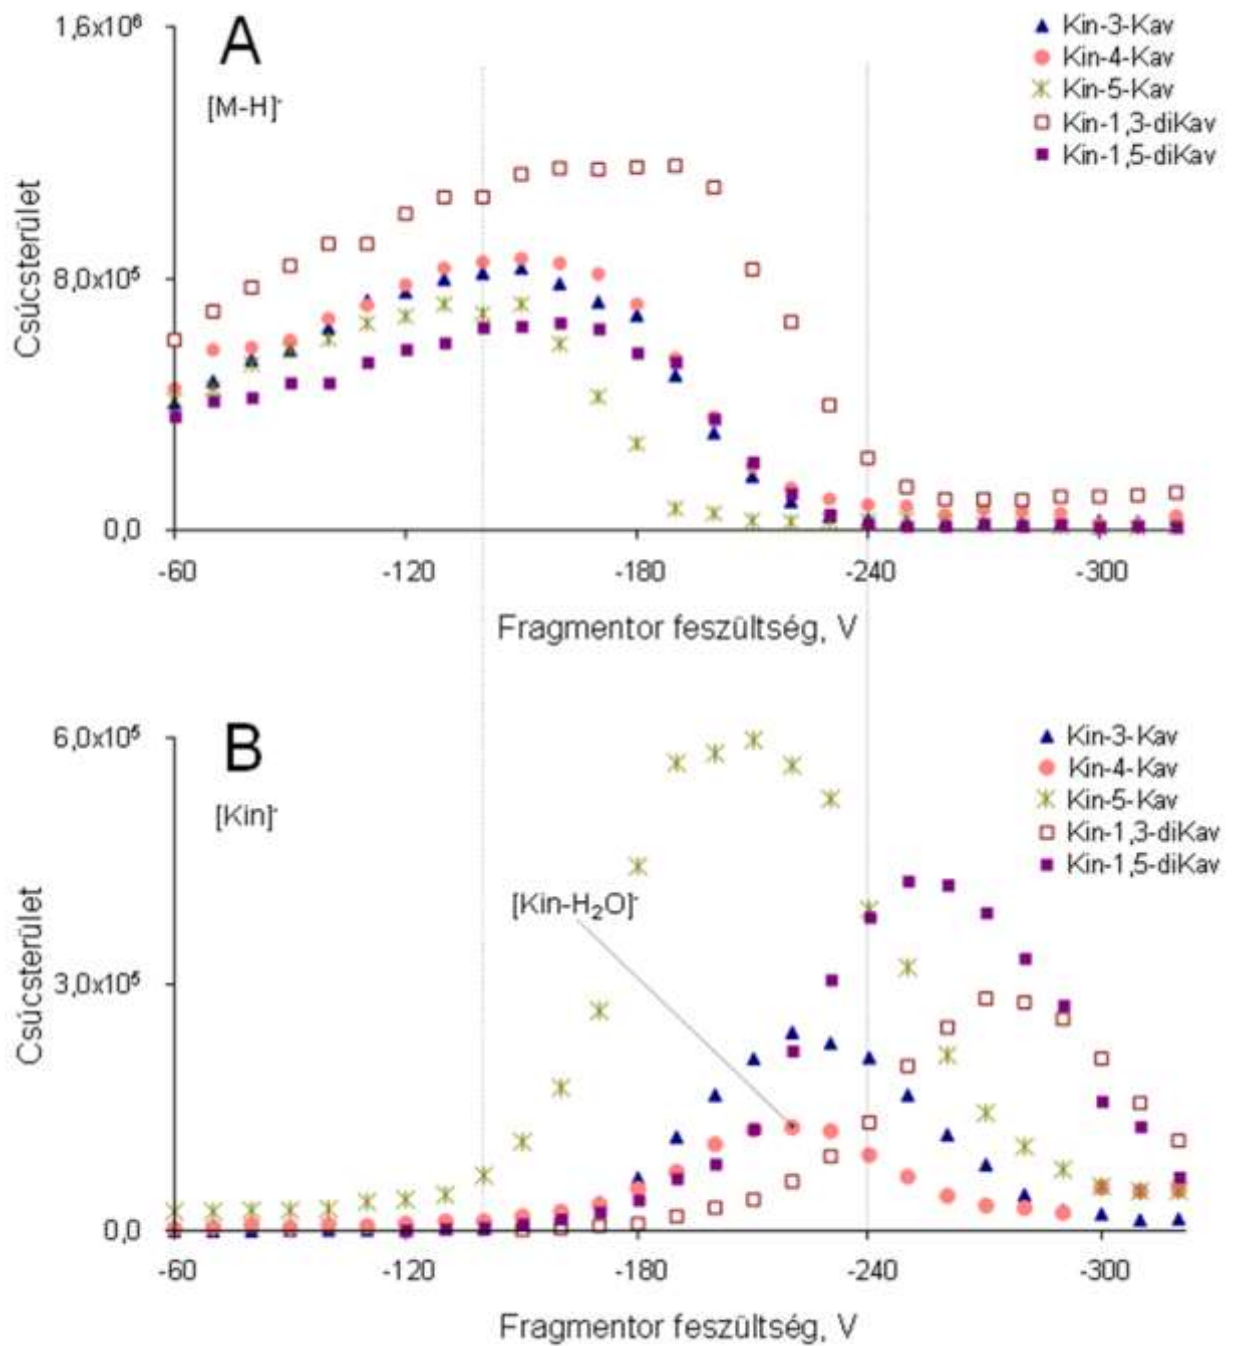 1,6x10⁶
A
[M-H]⁻
Kin-3-Kav
Kin-4-Kav
Kin-5-Kav
Kin-1,3-diKav
Kin-1,5-diKav
Csúcsterület
8,0x10⁵
0,0
-60 -120 -180 -240 -300
Fragmentor feszültség, V
6,0x10⁵
B
[Kin]⁻
Kin-3-Kav
Kin-4-Kav
Kin-5-Kav
Kin-1,3-diKav
Kin-1,5-diKav
[Kin-H₂O]⁻
Csúcsterület
3,0x10⁵
0,0
-60 -120 -180 -240 -300
Fragmentor feszültség, V